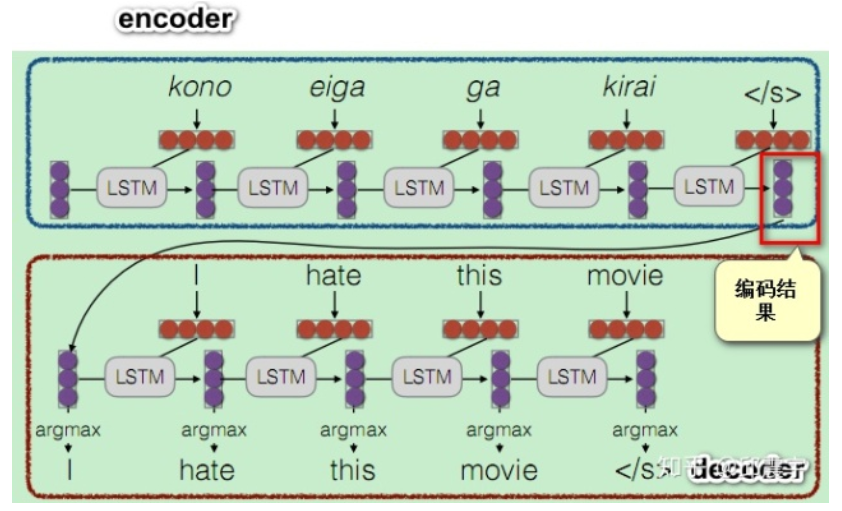 encoder
kono eiga ga kirai </s>
LSTM LSTM LSTM LSTM LSTM
编码结
果
I hate this movie
LSTM LSTM LSTM LSTM
argmax argmax argmax argmax argmax
I hate this movie </s>
decoder